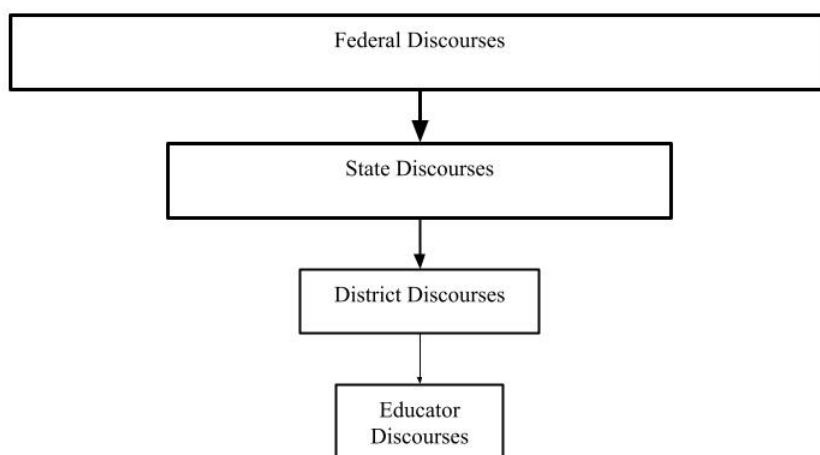 Federal Discourses
State Discourses
District Discourses
Educator
Discourses